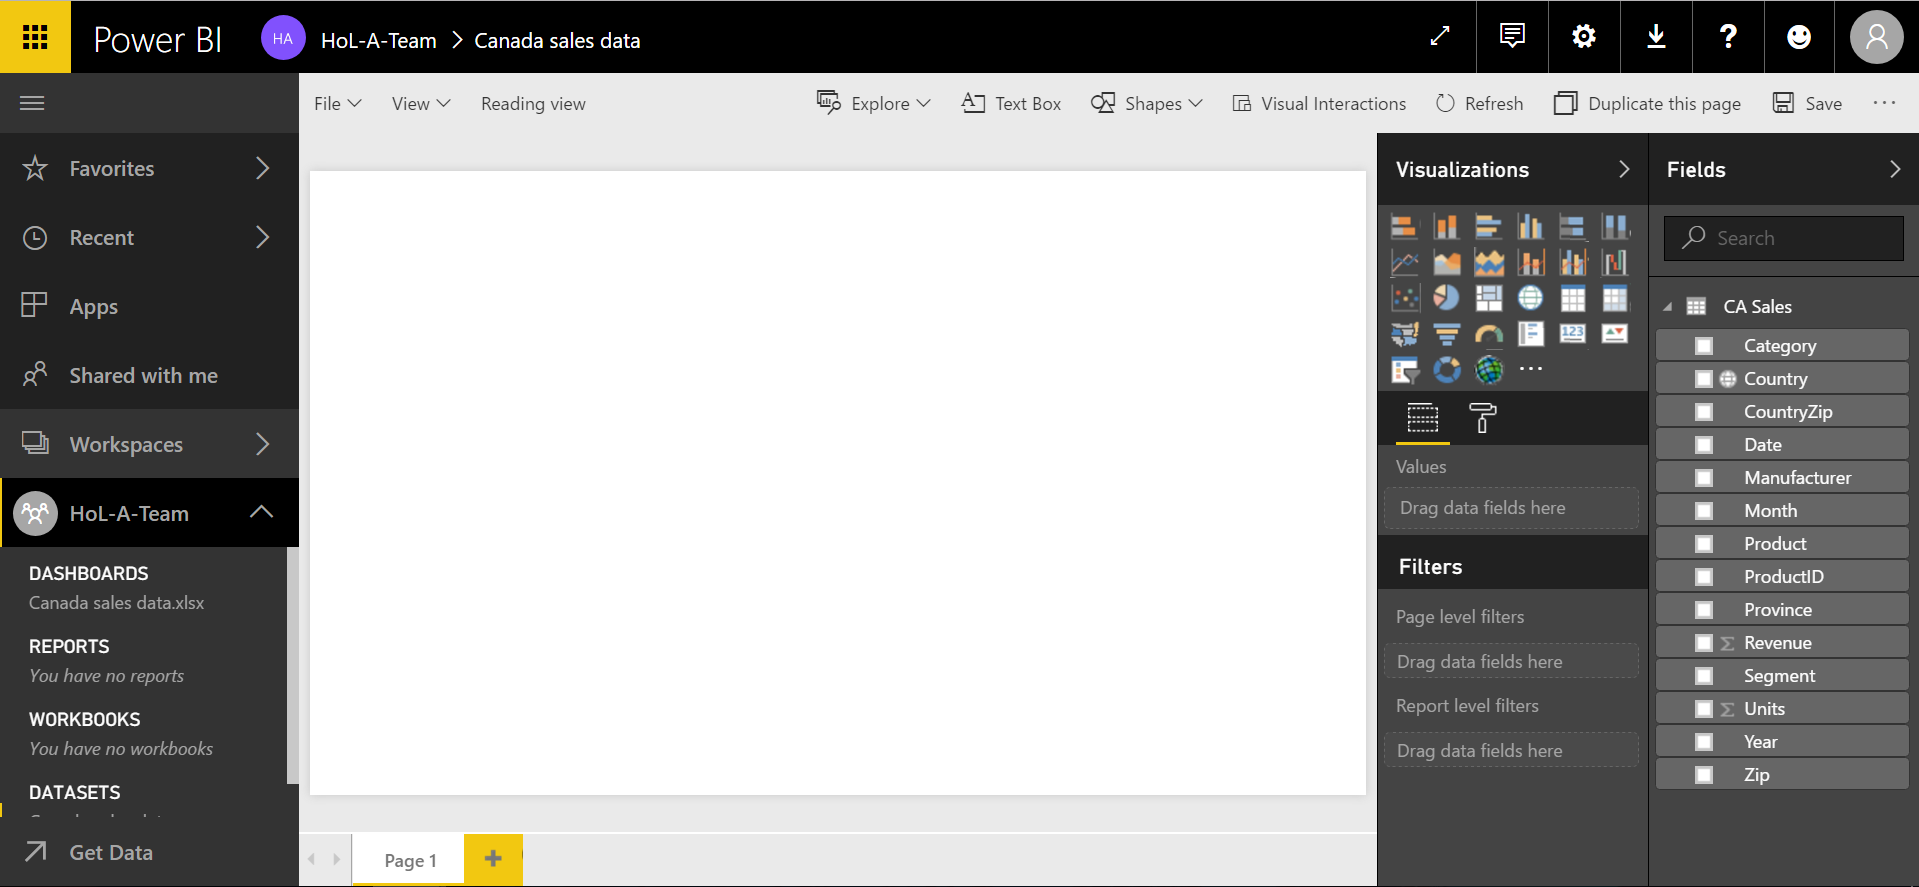 Power BI
HA
HoL-A-Team
Canada sales data
?
File
View
Reading view
Explore
Text Box
Shapes
Visual Interactions
Refresh
Duplicate this page
Save
Favorites
Recent
Apps
Shared with me
Workspaces
HoL-A-Team
DASHBOARDS
Canada sales data.xlsx
REPORTS
You have no reports
WORKBOOKS
You have no workbooks
DATASETS
Get Data
Page 1
Visualizations
123
Values
Drag data fields here
Filters
Page level filters
Drag data fields here
Report level filters
Drag data fields here
Fields
Search
CA Sales
Category
Country
CountryZip
Date
Manufacturer
Month
Product
ProductID
Province
Σ Revenue
Segment
Σ Units
Year
Zip